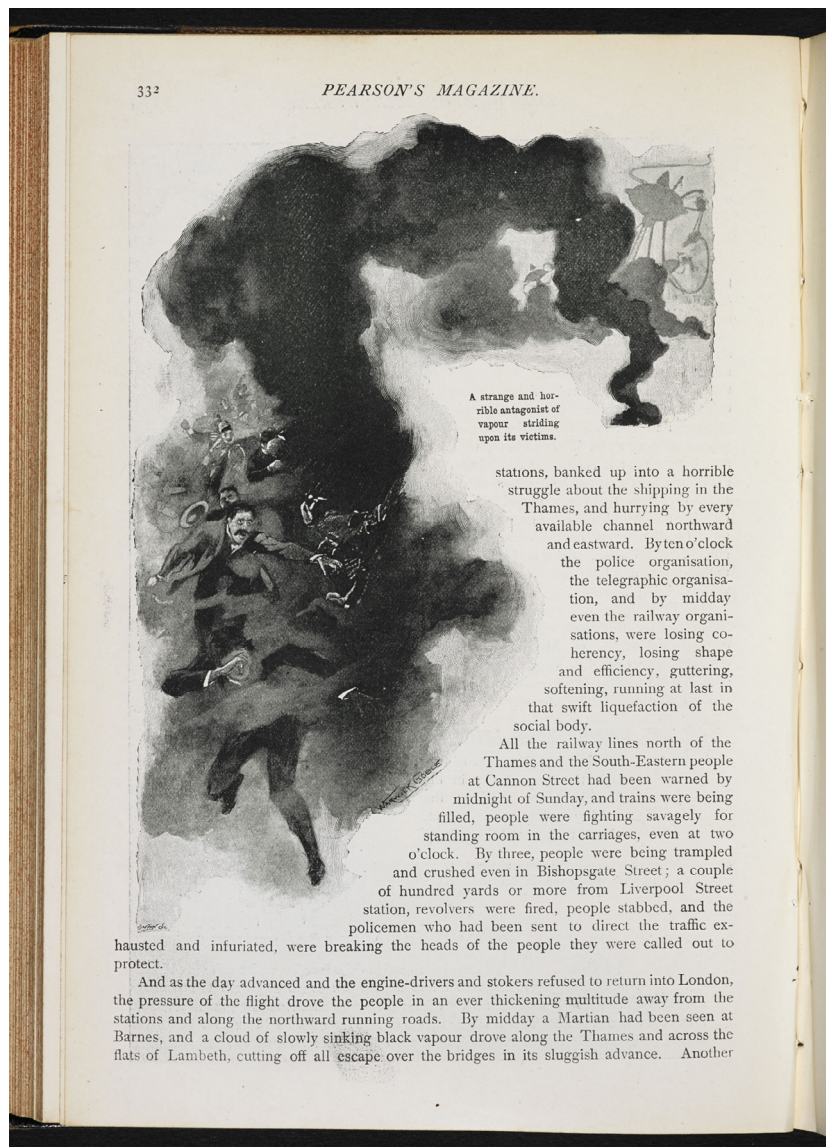 332
PEARSON'S MAGAZINE.
A strange and hor-
rible antagonist of
vapour striding
upon its victims.
stations, banked up into a horrible
struggle about the shipping in the
Thames, and hurrying by every
available channel northward
and eastward. By ten o'clock
the police organisation,
the telegraphic organisa-
tion, and by midday
even the railway organi-
sations, were losing co-
herency, losing shape
and efficiency, guttering,
softening, running at last in
that swift liquefaction of the
social body.
All the railway lines north of the
Thames and the South-Eastern people
at Cannon Street had been warned by
midnight of Sunday, and trains were being
filled, people were fighting savagely for
standing room in the carriages, even at two
o'clock. By three, people were being trampled
and crushed even in Bishopsgate Street; a couple
of hundred yards or more from Liverpool Street
station, revolvers were fired, people stabbed, and the
policemen who had been sent to direct the traffic ex-
hausted and infuriated, were breaking the heads of the people they were called out to
protect.
And as the day advanced and the engine-drivers and stokers refused to return into London,
the pressure of the flight drove the people in an ever thickening multitude away from the
stations and along the northward running roads. By midday a Martian had been seen at
Barnes, and a cloud of slowly sinking black vapour drove along the Thames and across the
flats of Lambeth, cutting off all escape over the bridges in its sluggish advance. Another
WARWICK GOBLE